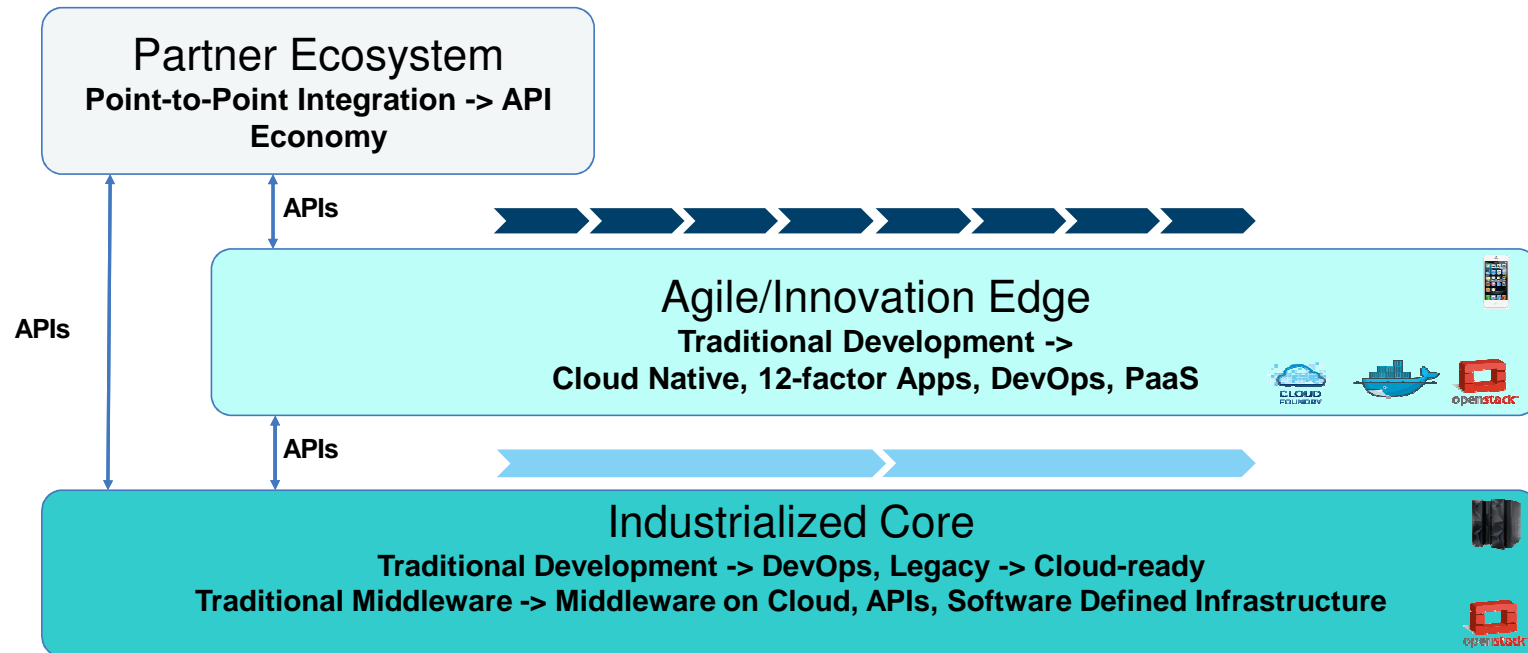 Partner Ecosystem
Point-to-Point Integration -> API
Economy
APIs
APIs
Agile/Innovation Edge
Traditional Development ->
Cloud Native, 12-factor Apps, DevOps, PaaS
CLOUD
FOUNDRY
openstack
APIs
Industrialized Core
Traditional Development -> DevOps, Legacy -> Cloud-ready
Traditional Middleware -> Middleware on Cloud, APIs, Software Defined Infrastructure
openstack